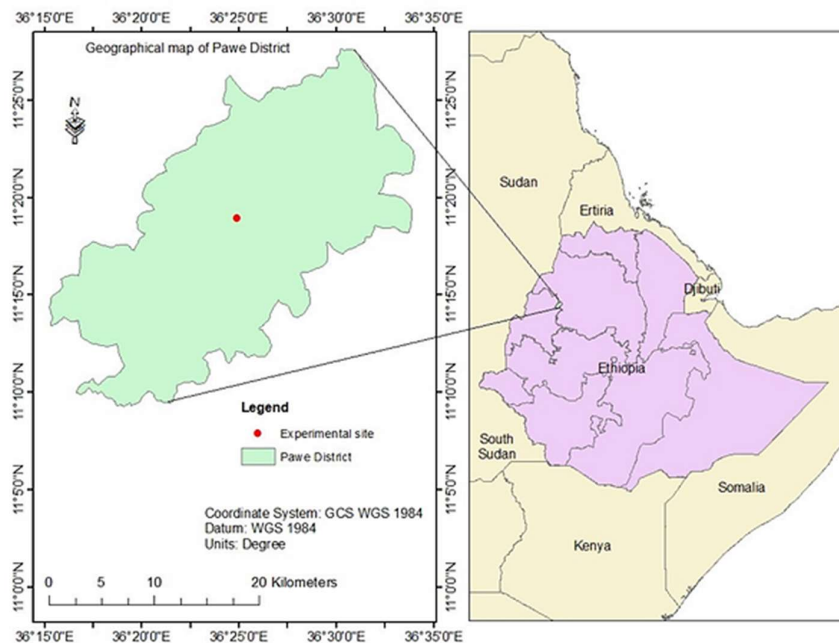 36°15'0"E 36°20'0"E 36°25'0"E 36°30'0"E 36°35'0"E
Geographical map of Pawe District
N
11°25'0"N
11°20'0"N
11°15'0"N
11°10'0"N
11°5'0"N
11°0'0"N
Legend
Experimental site
Pawe District
Coordinate System: GCS WGS 1984
Datum: WGS 1984
Units: Degree
0 5 10 20 Kilometers
36°15'0"E 36°20'0"E 36°25'0"E 36°30'0"E 36°35'0"E
11°25'0"N
11°20'0"N
11°15'0"N
11°10'0"N
11°5'0"N
11°0'0"N
Sudan
Ertiria
Djibuti
Ethiopia
South
Sudan
Somalia
Kenya